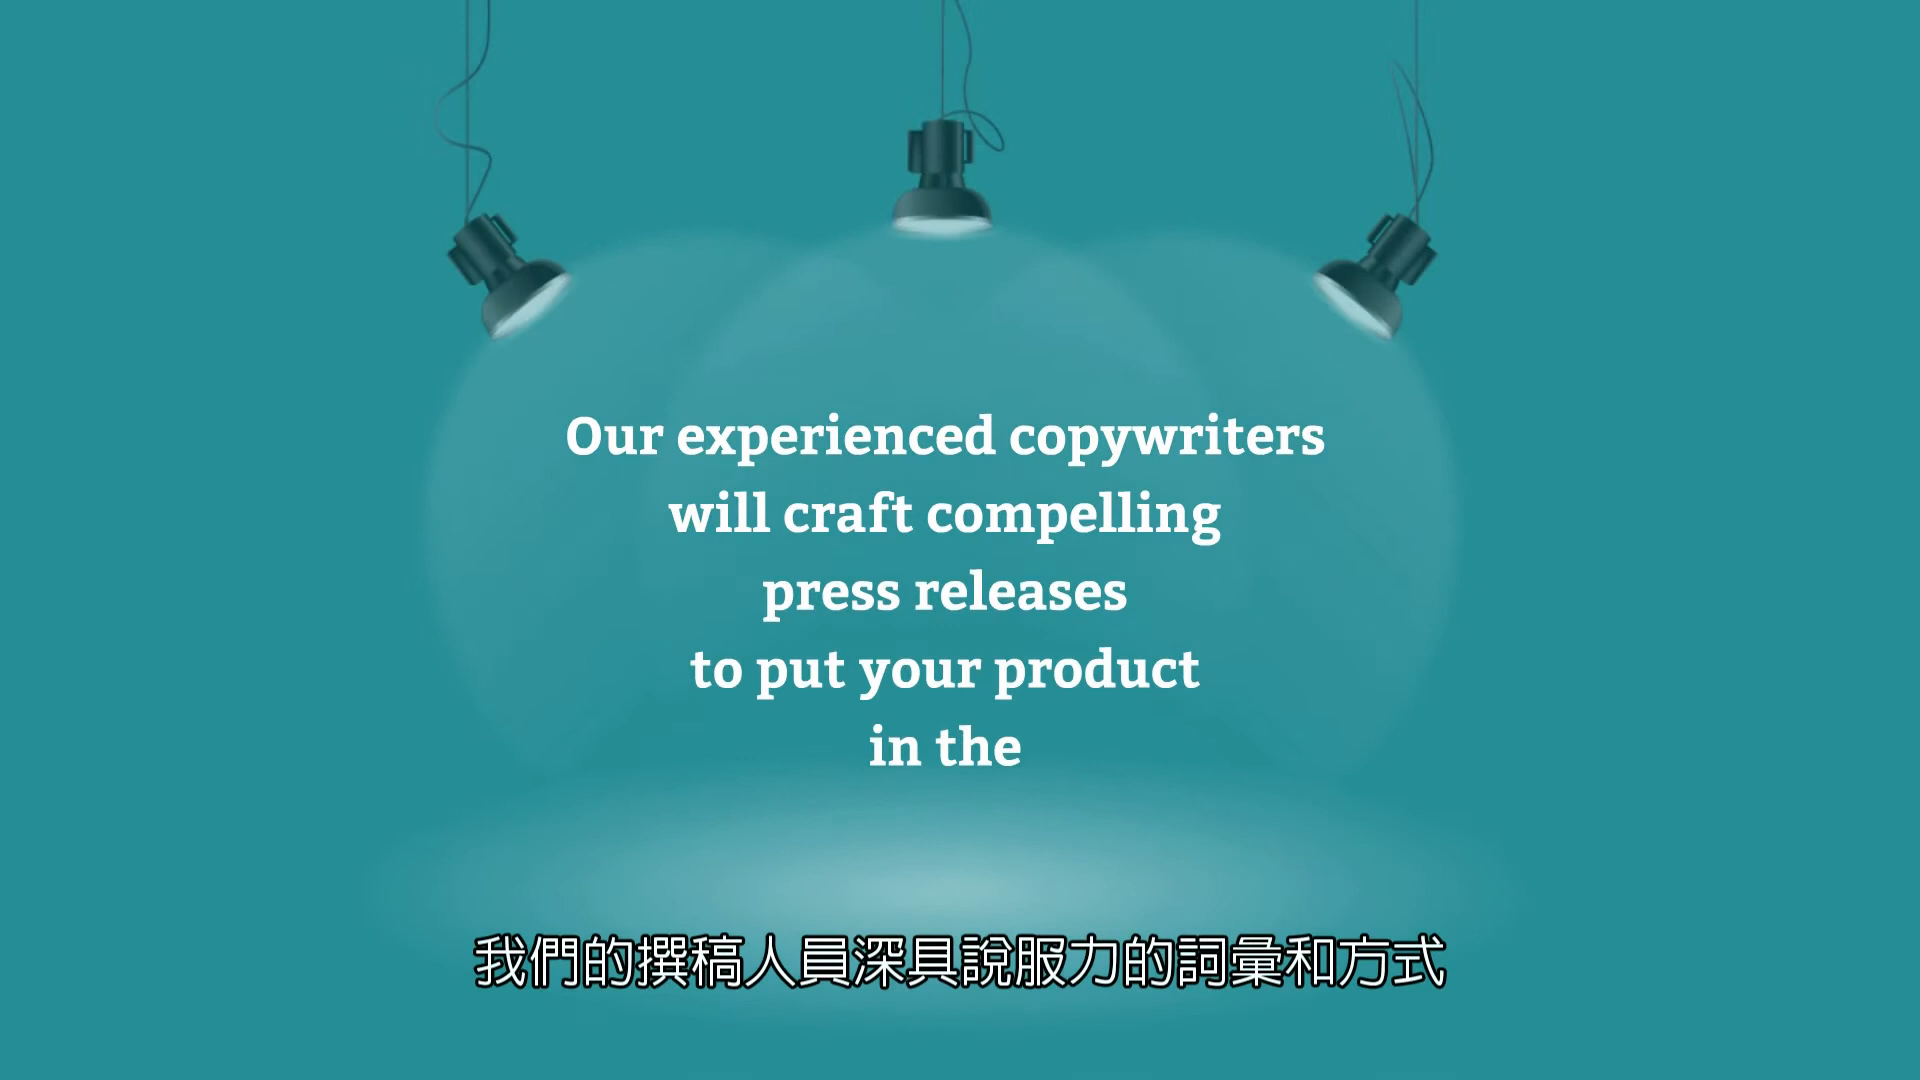 Our experienced copywriters
will craft compelling
press releases
to put your product
in the
我們的撰稿人員深具說服力的詞彙和方式